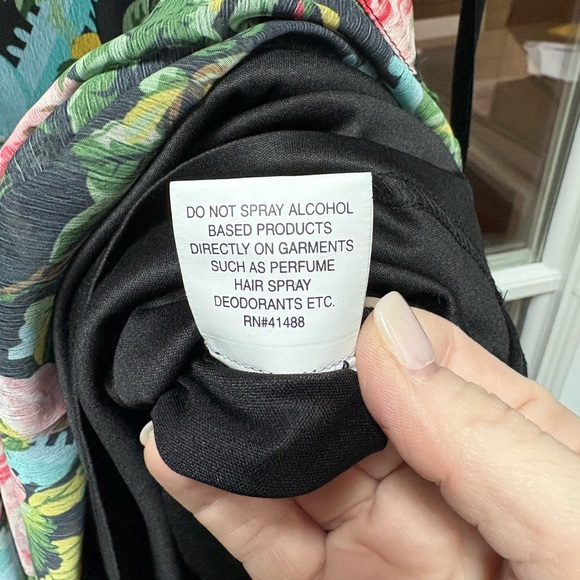 DO NOT SPRAY ALCOHOL
BASED PRODUCTS
DIRECTLY ON GARMENTS
SUCH AS PERFUME
HAIR SPRAY
DEODORANTS ETC.
RN#41488